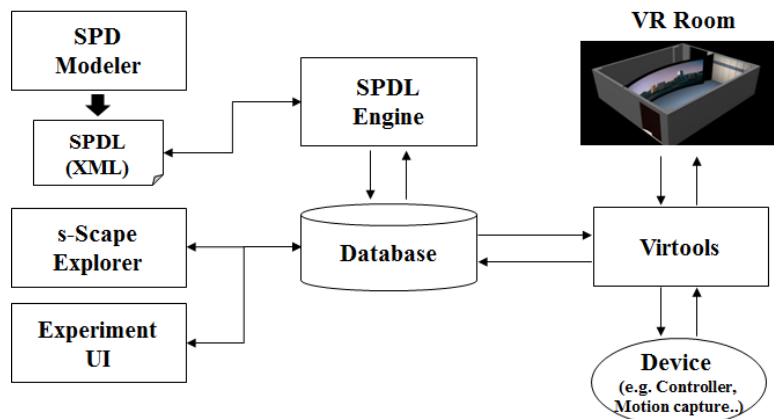 SPD
Modeler
SPDL
(XML)
SPDL
Engine
VR Room
s-Scape
Explorer
Database
Virtools
Experiment
UI
Device
(e.g. Controller,
Motion capture..)